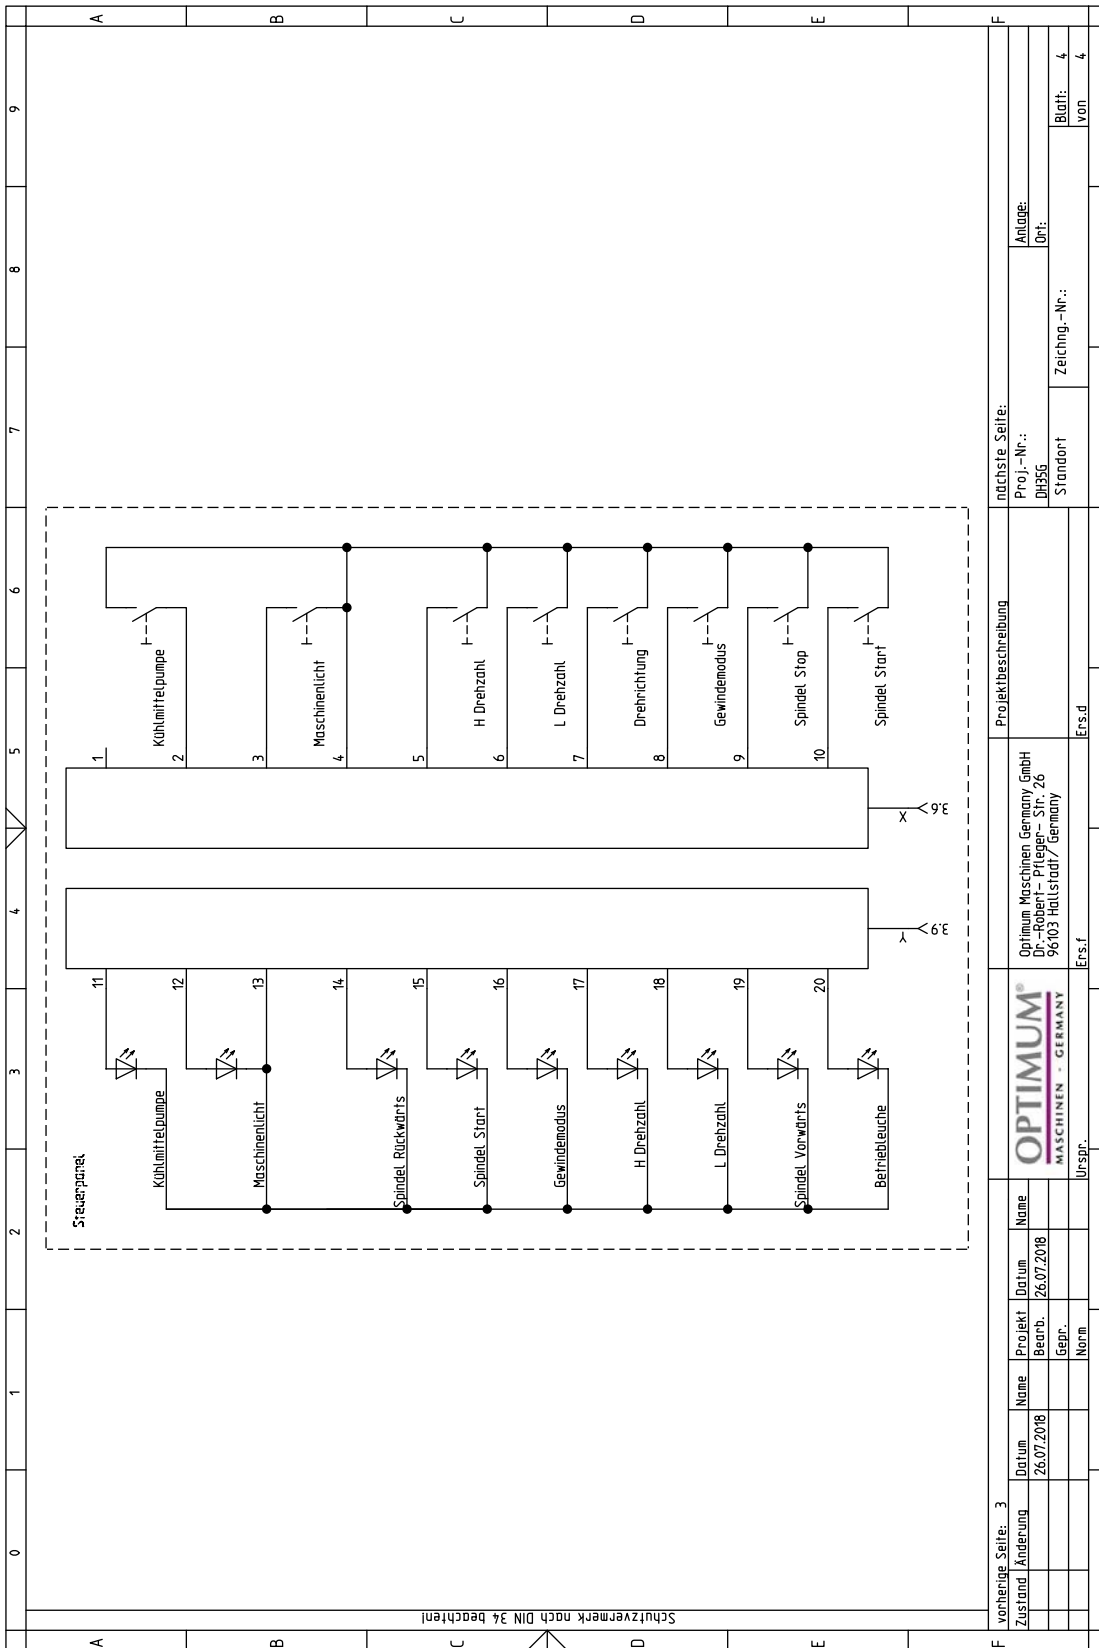 0 1 2 3 4 5 6 7 8 9
A
B
C
D
E
F
A
B
C
D
E
F
Schutzvermerk nach DIN 34 beachten!
Steuerpanel
Kühlmittelpumpe
Maschinenlicht
Spindel Rückwärts
Spindel Start
Gewindemodus
H Drehzahl
L Drehzahl
Spindel Vorwärts
Betriebleuche
11
12
13
14
15
16
17
18
19
20
Y
3.9
X
3.6
1
2
3
4
5
6
7
8
9
10
Kühlmittelpumpe
Maschinenlicht
H Drehzahl
L Drehzahl
Drehrichtung
Gewindemodus
Spindel Stop
Spindel Start
vorherige Seite: 3
Zustand Änderung Datum Name Projekt Datum Name
26.07.2018 Bearb. 26.07.2018
Gepr.
Norm
Urspr.
OPTIMUM®
MASCHINEN - GERMANY
Optimum Maschinen Germany GmbH
Dr.-Robert- Pfleger- Str. 26
96103 Hallstadt/ Germany
Ers.f
Projektbeschreibung
Ers.d
nächste Seite:
Proj.-Nr.:
DH35G
Standort
Zeichng.-Nr.:
Anlage:
Ort:
Blatt: 4
von 4